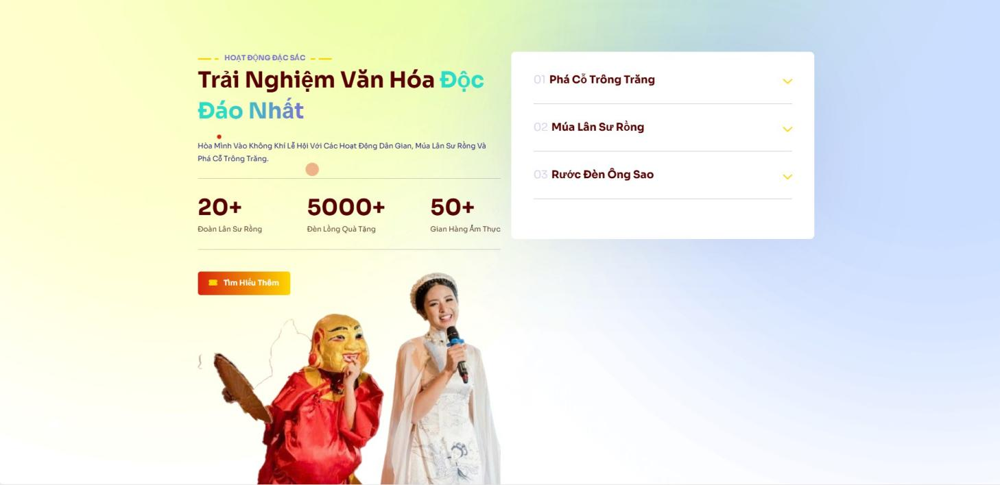 HOẠT ĐỘNG ĐẶC SẮC
Trải Nghiệm Văn Hóa Độc
Đáo Nhất
Hòa Mình Vào Không Khí Lễ Hội Với Các Hoạt Động Dân Gian, Múa Lân Sư Rồng Và
Phá Cỗ Trông Trăng.
20+
5000+
50+
Đoàn Lân Sư Rồng
Đèn Lồng Quà Tặng
Gian Hàng Ẩm Thực
Tìm Hiểu Thêm
01 Phá Cỗ Trông Trăng
02 Múa Lân Sư Rồng
03 Rước Đèn Ông Sao